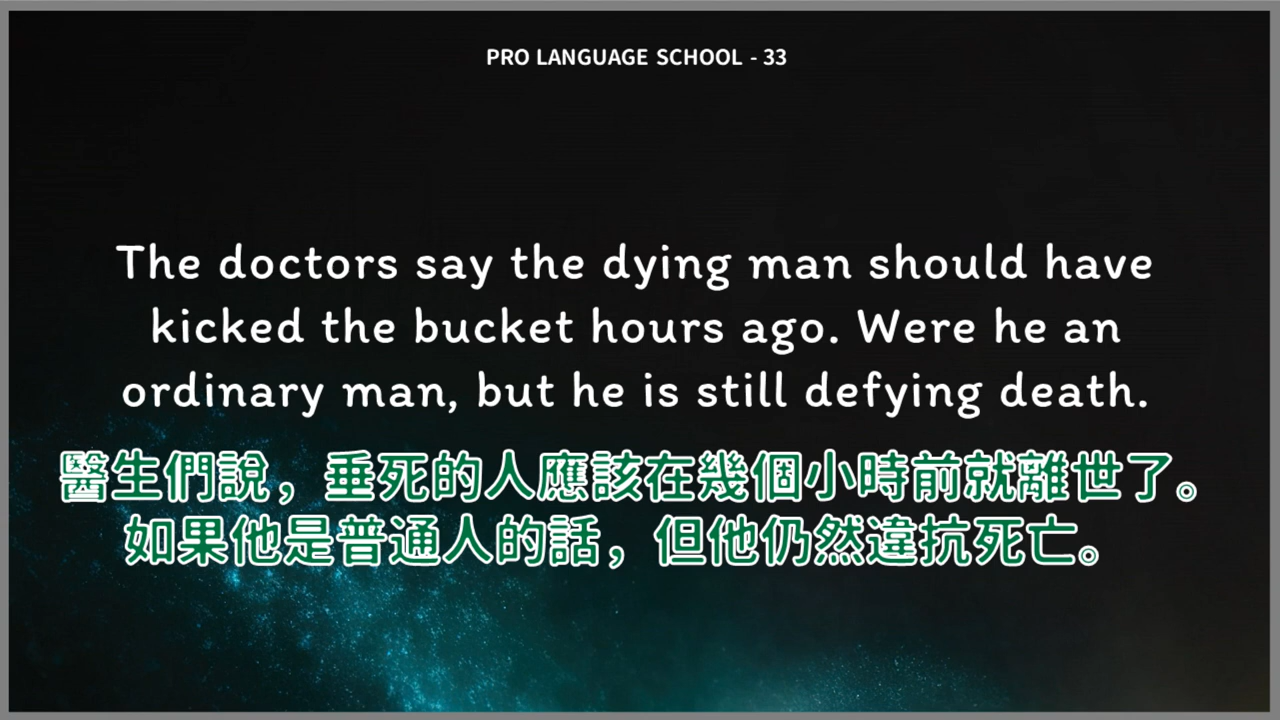 PRO LANGUAGE SCHOOL - 33
The doctors say the dying man should have
kicked the bucket hours ago. Were he an
ordinary man, but he is still defying death.
醫生們說，垂死的人應該在幾個小時前就離世了。
如果他是普通人的話，但他仍然違抗死亡。